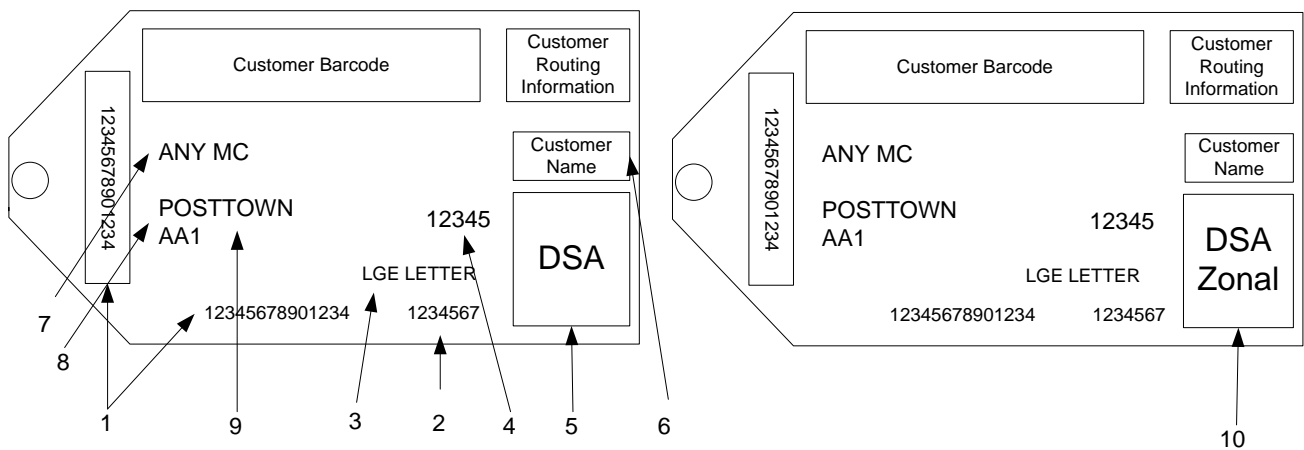 Customer Barcode
Customer
Routing
Information
12345678901234
ANY MC
Customer
Name
POSTTOWN
AA1
12345
DSA
LGE LETTER
12345678901234
1234567
7
8
1
9
3
2
4
5
6
Customer Barcode
Customer
Routing
Information
12345678901234
ANY MC
Customer
Name
POSTTOWN
AA1
12345
DSA
Zonal
LGE LETTER
12345678901234
1234567
10